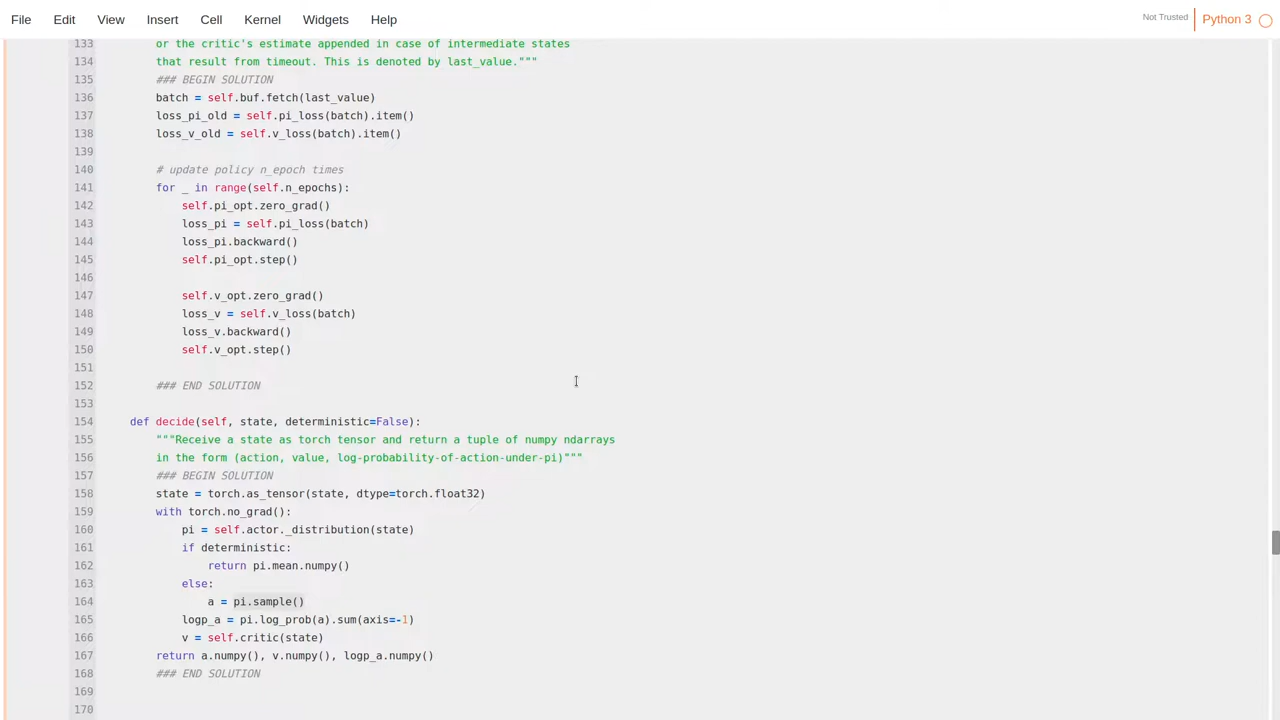 File Edit View Insert Cell Kernel Widgets Help Not Trusted Python 3
133 or the critic's estimate appended in case of intermediate states
134 that result from timeout. This is denoted by last_value."""
135 ### BEGIN SOLUTION
136 batch = self.buf.fetch(last_value)
137 loss_pi_old = self.pi_loss(batch).item()
138 loss_v_old = self.v_loss(batch).item()
139
140 # update policy n_epoch times
141 for _ in range(self.n_epochs):
142 self.pi_opt.zero_grad()
143 loss_pi = self.pi_loss(batch)
144 loss_pi.backward()
145 self.pi_opt.step()
146
147 self.v_opt.zero_grad()
148 loss_v = self.v_loss(batch)
149 loss_v.backward()
150 self.v_opt.step()
151
152 ### END SOLUTION
153
154 def decide(self, state, deterministic=False):
155 """Receive a state as torch tensor and return a tuple of numpy ndarrays
156 in the form (action, value, log-probability-of-action-under-pi)"""
157 ### BEGIN SOLUTION
158 state = torch.as_tensor(state, dtype=torch.float32)
159 with torch.no_grad():
160 pi = self.actor._distribution(state)
161 if deterministic:
162 return pi.mean.numpy()
163 else:
164 a = pi.sample()
165 logp_a = pi.log_prob(a).sum(axis=-1)
166 v = self.critic(state)
167 return a.numpy(), v.numpy(), logp_a.numpy()
168 ### END SOLUTION
169
170